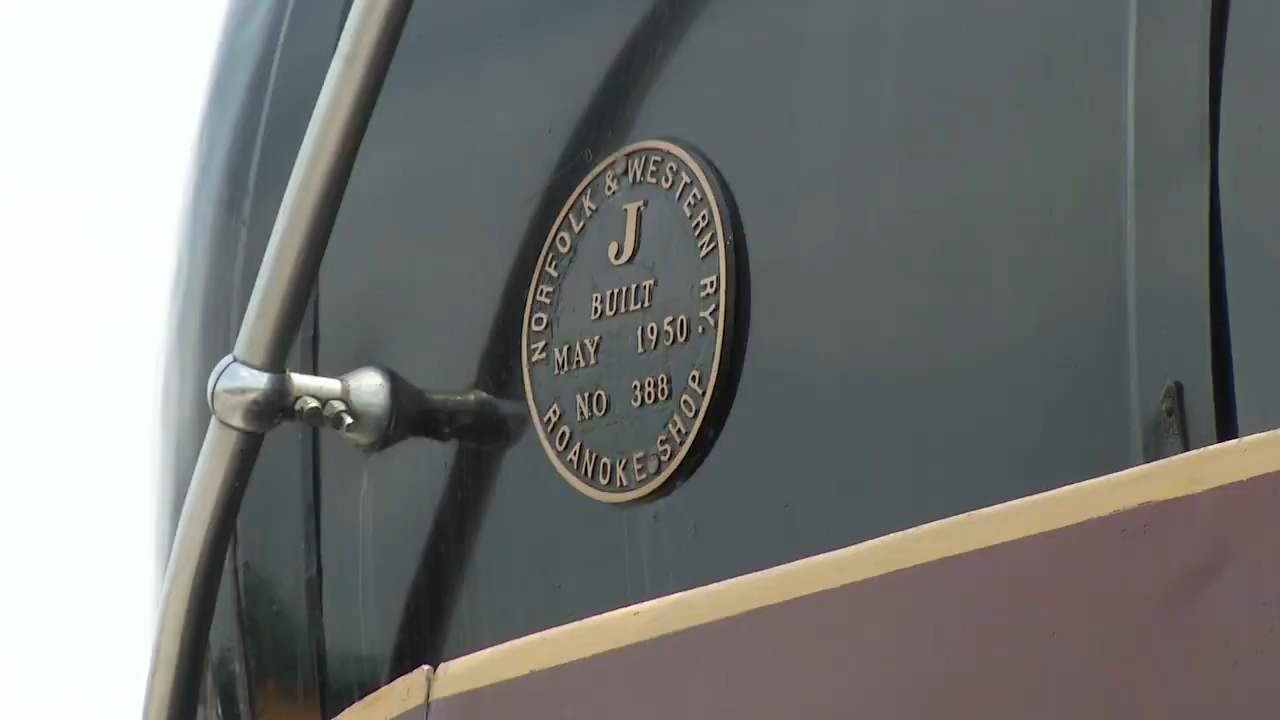 NORFOLK & WESTERN RY.
J
BUILT
MAY 1950
NO 388
ROANOKE SHOP